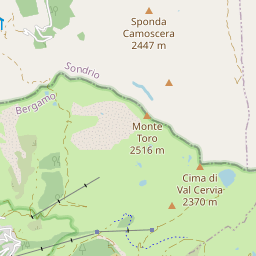 Sponda
Camoscera
2447 m
Sondrio
Bergamo
Monte
Toro
2516 m
Cima di
Val Cervia
2370 m